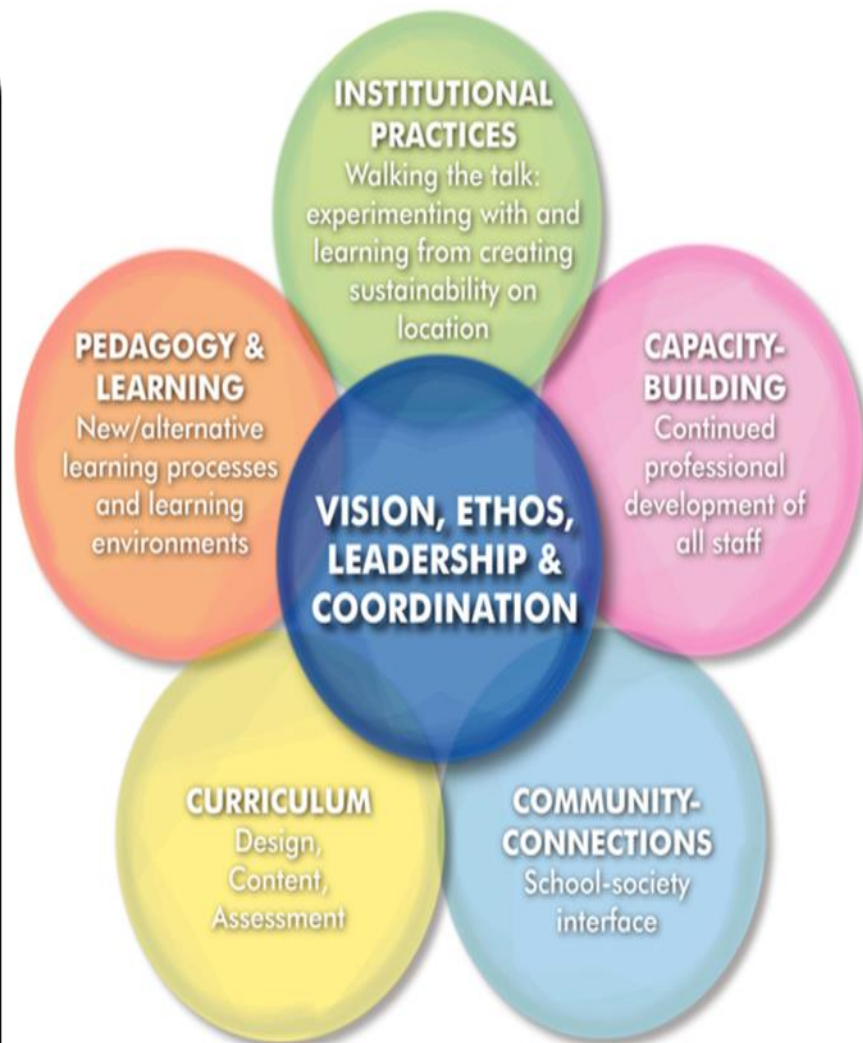 INSTITUTIONAL
PRACTICES
Walking the talk:
experimenting with and
learning from creating
sustainability on
location
PEDAGOGY &
LEARNING
New/alternative
learning processes
and learning
environments
CAPACITY-
BUILDING
Continued
professional
development of
all staff
VISION, ETHOS,
LEADERSHIP &
COORDINATION
CURRICULUM
Design,
Content,
Assessment
COMMUNITY-
CONNECTIONS
School-society
interface